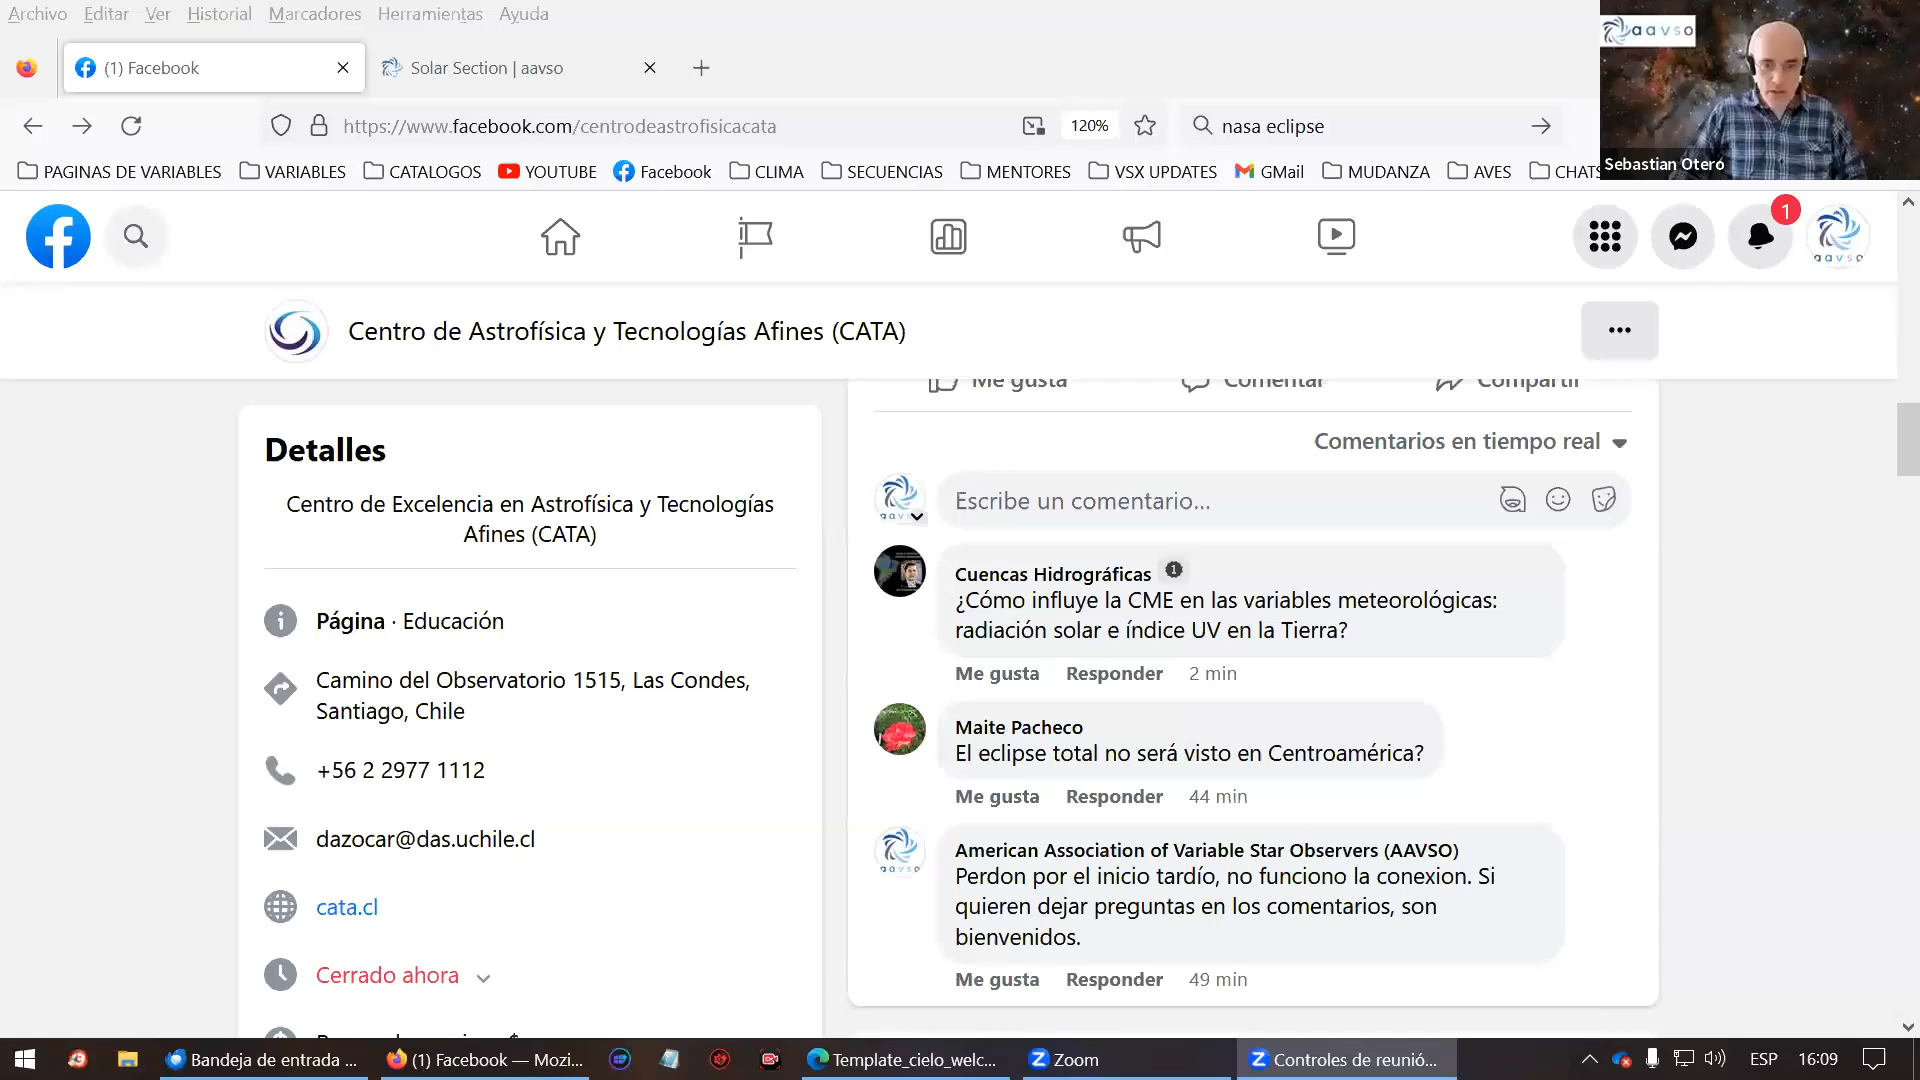 Archivo Editar Ver Historial Marcadores Herramientas Ayuda
aavso
(1) Facebook
Solar Section | aavso
https://www.facebook.com/centrodeastrofisicacata
120%
nasa eclipse
Sebastian Otero
PAGINAS DE VARIABLES VARIABLES CATALOGOS YOUTUBE Facebook CLIMA SECUENCIAS MENTORES VSX UPDATES GMail MUDANZA AVES CHATS
1
aavso
Centro de Astrofísica y Tecnologías Afines (CATA)
Me gusta Comentar Compartir
Detalles
Centro de Excelencia en Astrofísica y Tecnologías
Afines (CATA)
Página · Educación
Camino del Observatorio 1515, Las Condes,
Santiago, Chile
+56 2 2977 1112
dazocar@das.uchile.cl
cata.cl
Cerrado ahora
Comentarios en tiempo real
Escribe un comentario...
Cuencas Hidrográficas 1
¿Cómo influye la CME en las variables meteorológicas:
radiación solar e índice UV en la Tierra?
Me gusta Responder 2 min
Maite Pacheco
El eclipse total no será visto en Centroamérica?
Me gusta Responder 44 min
aavso
American Association of Variable Star Observers (AAVSO)
Perdon por el inicio tardío, no funciono la conexion. Si
quieren dejar preguntas en los comentarios, son
bienvenidos.
Me gusta Responder 49 min
Bandeja de entrada ... (1) Facebook — Mozi... Template_cielo_welc... Zoom Controles de reunió... ESP 16:09